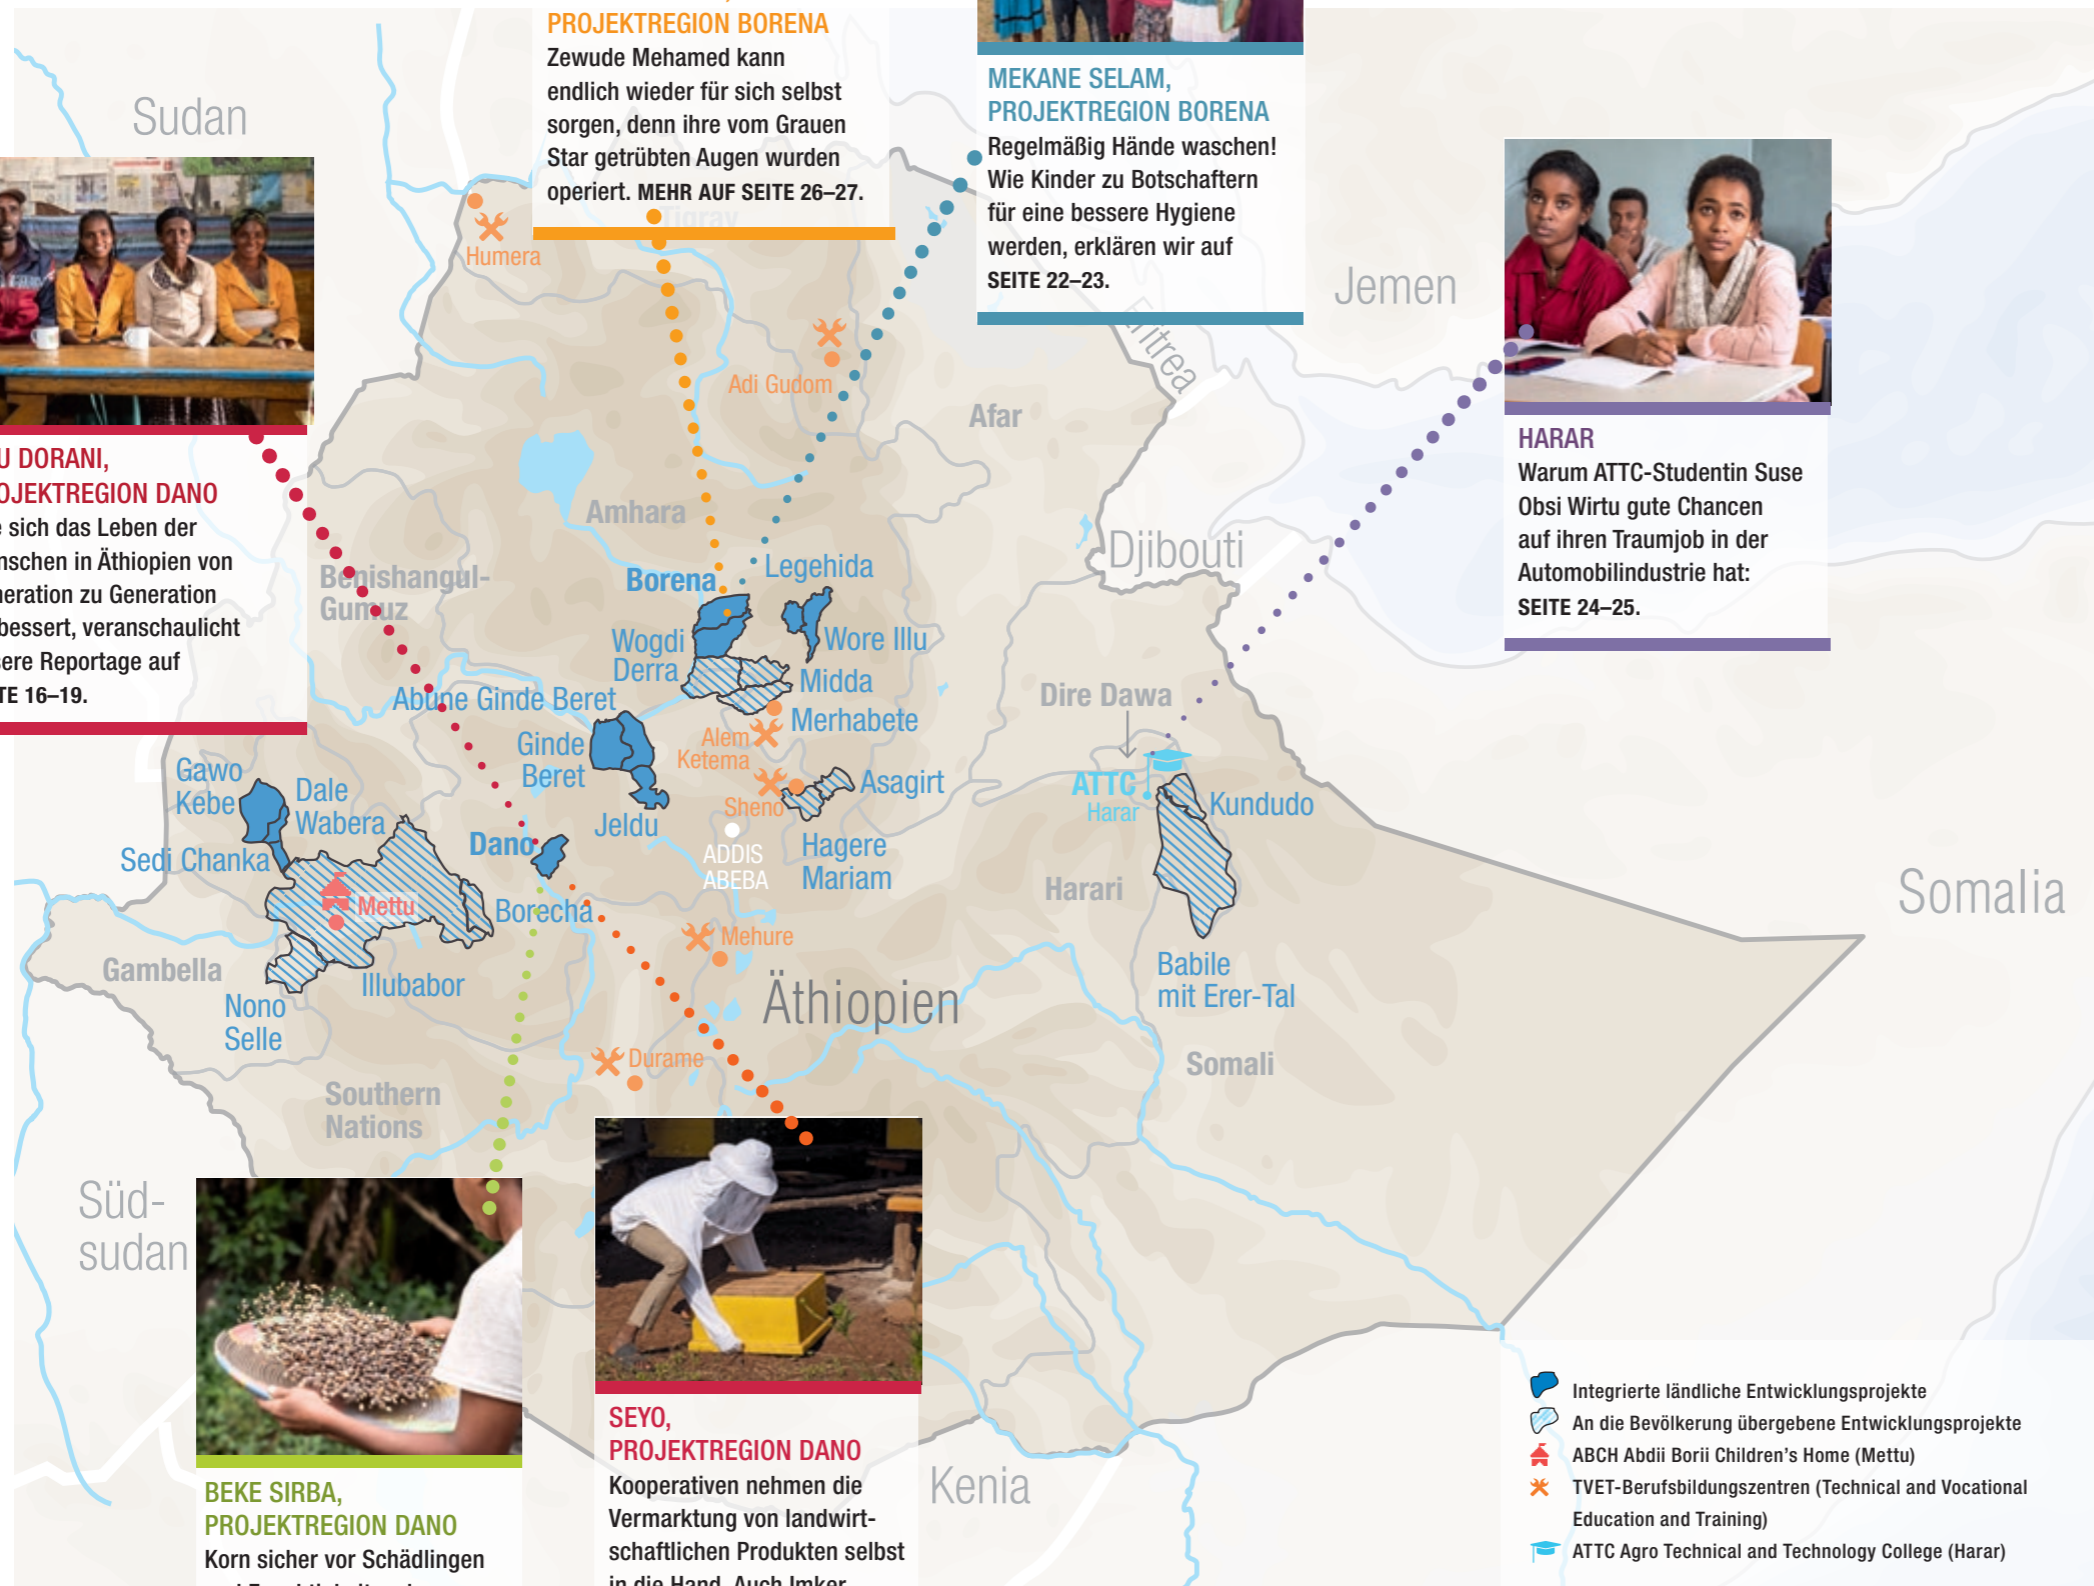 PROJEKTREGION BORENA
Zewude Mehamed kann
endlich wieder für sich selbst
sorgen, denn ihre vom Grauen
Star getrübten Augen wurden
operiert. MEHR AUF SEITE 26–27.
MEKANE SELAM,
PROJEKTREGION BORENA
Regelmäßig Hände waschen!
Wie Kinder zu Botschaftern
für eine bessere Hygiene
werden, erklären wir auf
SEITE 22–23.
HARAR
Warum ATTC-Studentin Suse
Obsi Wirtu gute Chancen
auf ihren Traumjob in der
Automobilindustrie hat:
SEITE 24–25.
DORANI,
PROJEKTREGION DANO
sich das Leben der
in Äthiopien von
zu Generation
veranschaulicht
Reportage auf
16–19.
Sudan
Tigray
Humera
Eritrea
Jemen
Adi Gudom
Afar
Amhara
Djibouti
Benishangul-
Gumuz
Borena
Legehida
Wogdi
Wore Illu
Derra
Midda
Abune Ginde Beret
Merhabete
Dire Dawa
Ginde
Beret
Alem
Ketema
Gawo
Kebe
Dale
Wabera
Asagirt
ATTC
Harar
Kundudo
Sheno
Jeldu
Dano
Sedi Chanka
ADDIS
ABEBA
Hagere
Mariam
Harari
Somalia
Mettu
Borecha
Mehure
Gambella
Illubabor
Äthiopien
Babile
mit Erer-Tal
Nono
Selle
Durame
Somali
Southern
Nations
Süd-
sudan
Kenia
BEKE SIRBA,
PROJEKTREGION DANO
Korn sicher vor Schädlingen
SEYO,
PROJEKTREGION DANO
Kooperativen nehmen die
Vermarktung von landwirt-
schaftlichen Produkten selbst
in die Hand. Auch Imker
Integrierte ländliche Entwicklungsprojekte
An die Bevölkerung übergebene Entwicklungsprojekte
ABCH Abdii Borii Children's Home (Mettu)
TVET-Berufsbildungszentren (Technical and Vocational
Education and Training)
ATTC Agro Technical and Technology College (Harar)